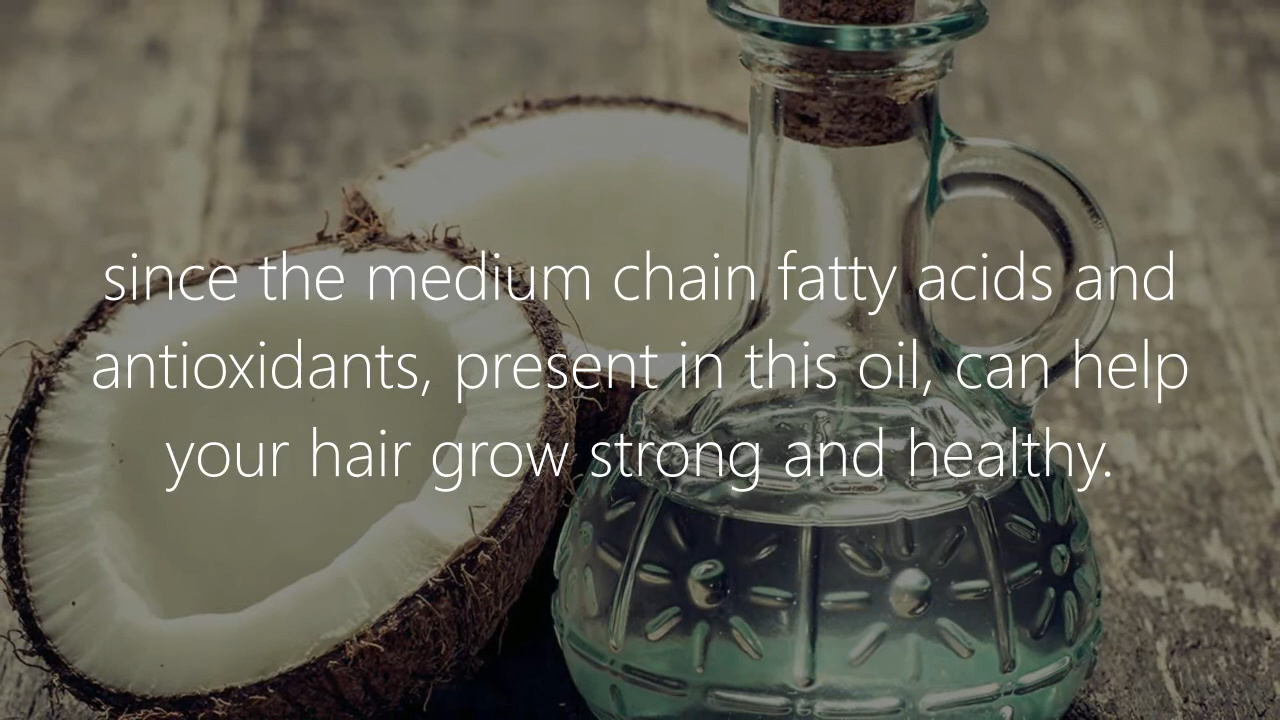 since the medium chain fatty acids and
antioxidants, present in this oil, can help
your hair grow strong and healthy.